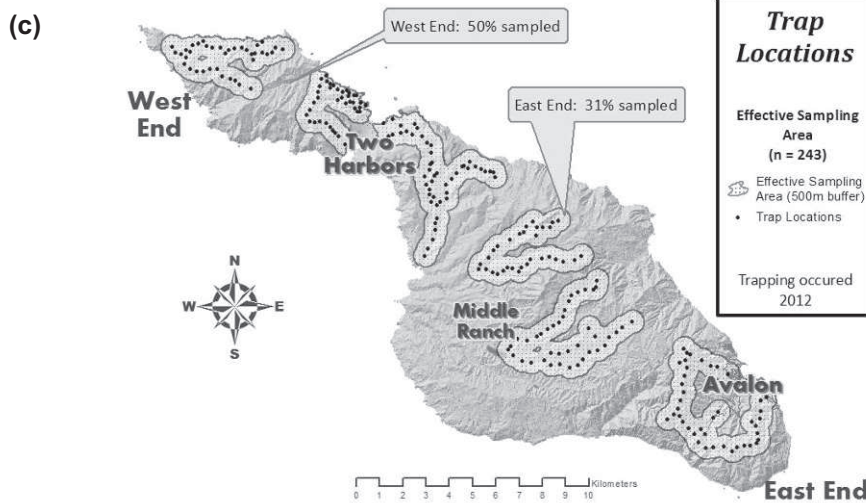 (c)
West End: 50% sampled
East End: 31% sampled
West
End
Two
Harbors
Middle
Ranch
Avalon
East End
N
W
E
S
0 1 2 3 4 5 6 7 8 9 10
Kilometers
Trap
Locations
Effective Sampling
Area
(n = 243)
Effective Sampling
Area (500m buffer)
Trap Locations
Trapping occured
2012